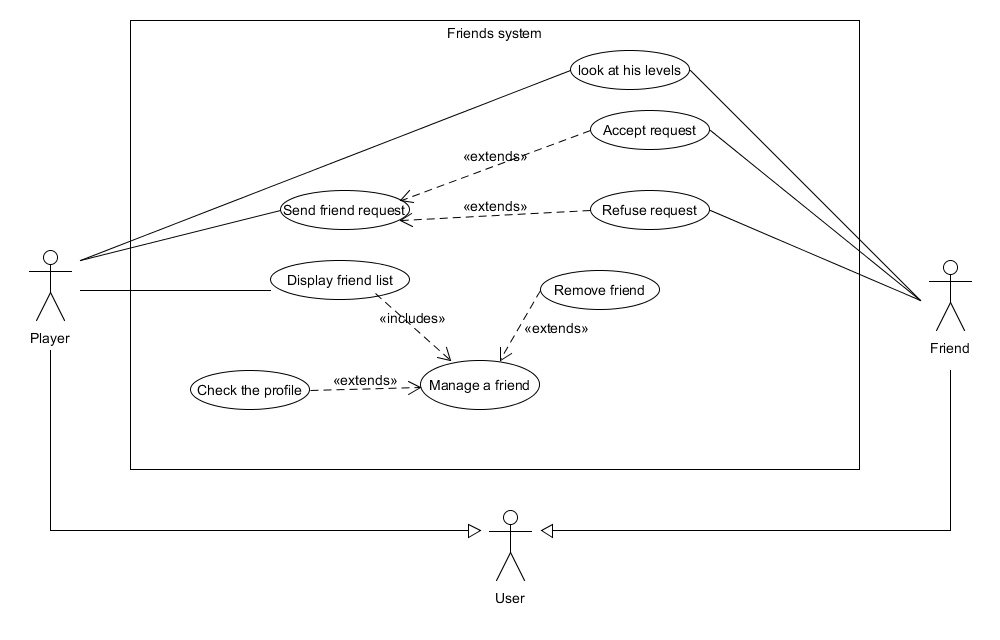 Friends system
look at his levels
Accept request
«extends»
Send friend request
«extends»
Refuse request
Display friend list
Remove friend
«includes»
«extends»
Player
Friend
Check the profile
«extends»
Manage a friend
User